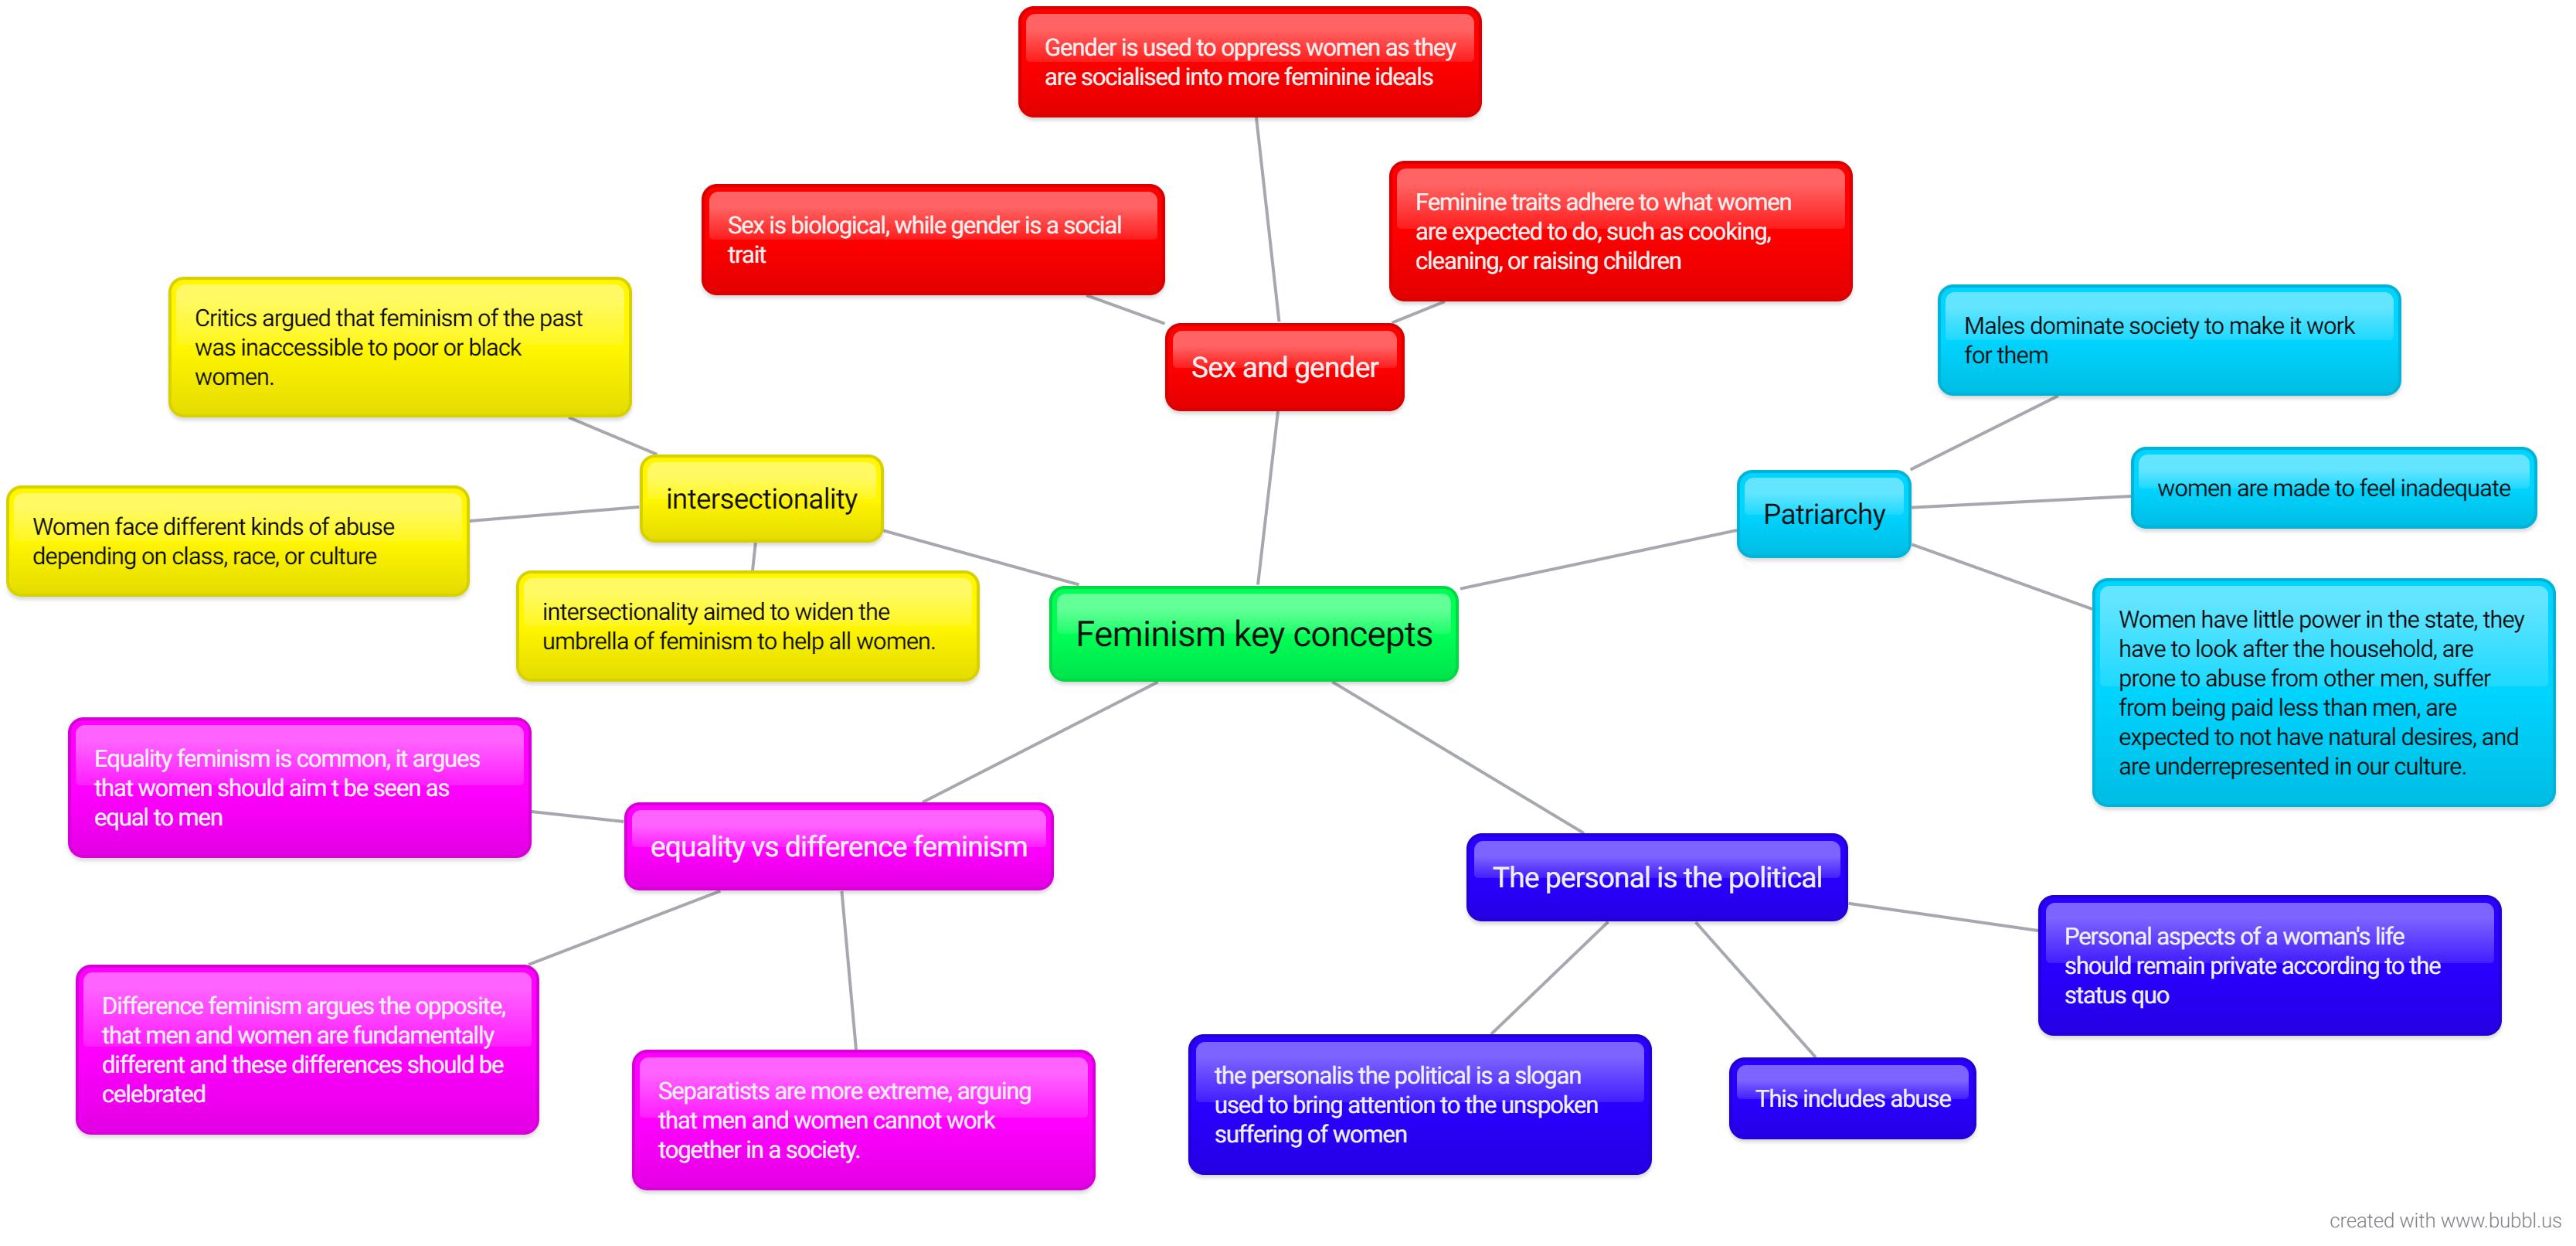 Gender is used to oppress women as they
are socialised into more feminine ideals
Sex is biological, while gender is a social
trait
Feminine traits adhere to what women
are expected to do, such as cooking,
cleaning, or raising children
Sex and gender
Critics argued that feminism of the past
was inaccessible to poor or black
women.
Women face different kinds of abuse
depending on class, race, or culture
intersectionality
intersectionality aimed to widen the
umbrella of feminism to help all women.
Males dominate society to make it work
for them
Patriarchy
women are made to feel inadequate
Women have little power in the state, they
have to look after the household, are
prone to abuse from other men, suffer
from being paid less than men, are
expected to not have natural desires, and
are underrepresented in our culture.
Feminism key concepts
Equality feminism is common, it argues
that women should aim t be seen as
equal to men
equality vs difference feminism
Difference feminism argues the opposite,
that men and women are fundamentally
different and these differences should be
celebrated
Separatists are more extreme, arguing
that men and women cannot work
together in a society.
The personal is the political
Personal aspects of a woman's life
should remain private according to the
status quo
the personalis the political is a slogan
used to bring attention to the unspoken
suffering of women
This includes abuse
created with www.bubbl.us